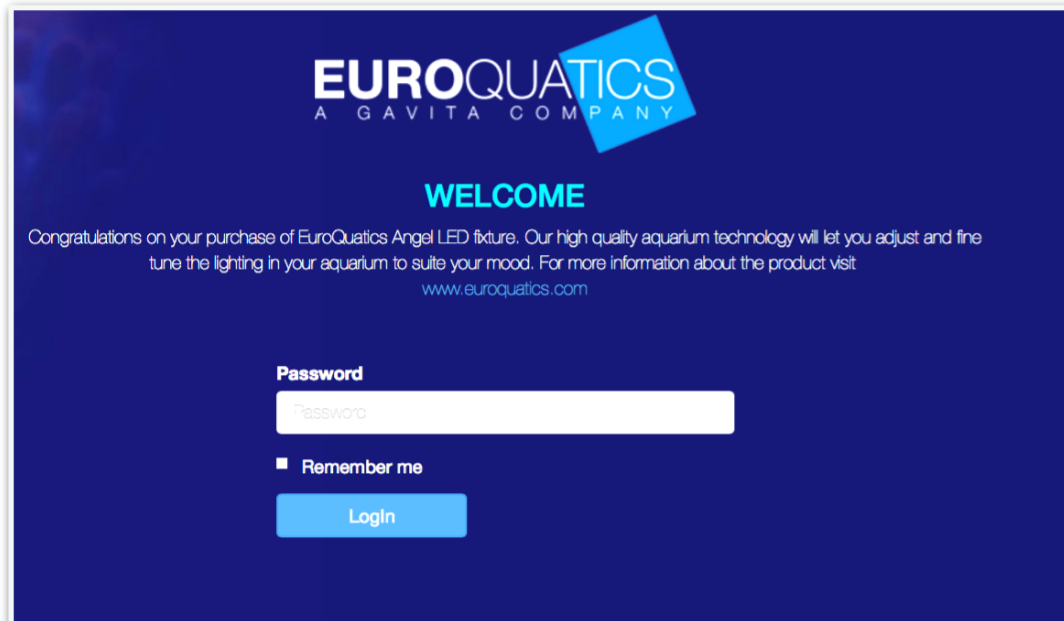 EUROQUATICS
A GAVITA COMPANY
WELCOME
Congratulations on your purchase of EuroQuatics Angel LED fixture. Our high quality aquarium technology will let you adjust and fine
tune the lighting in your aquarium to suite your mood. For more information about the product visit
www.euroquatics.com
Password
Password
Remember me
LogIn